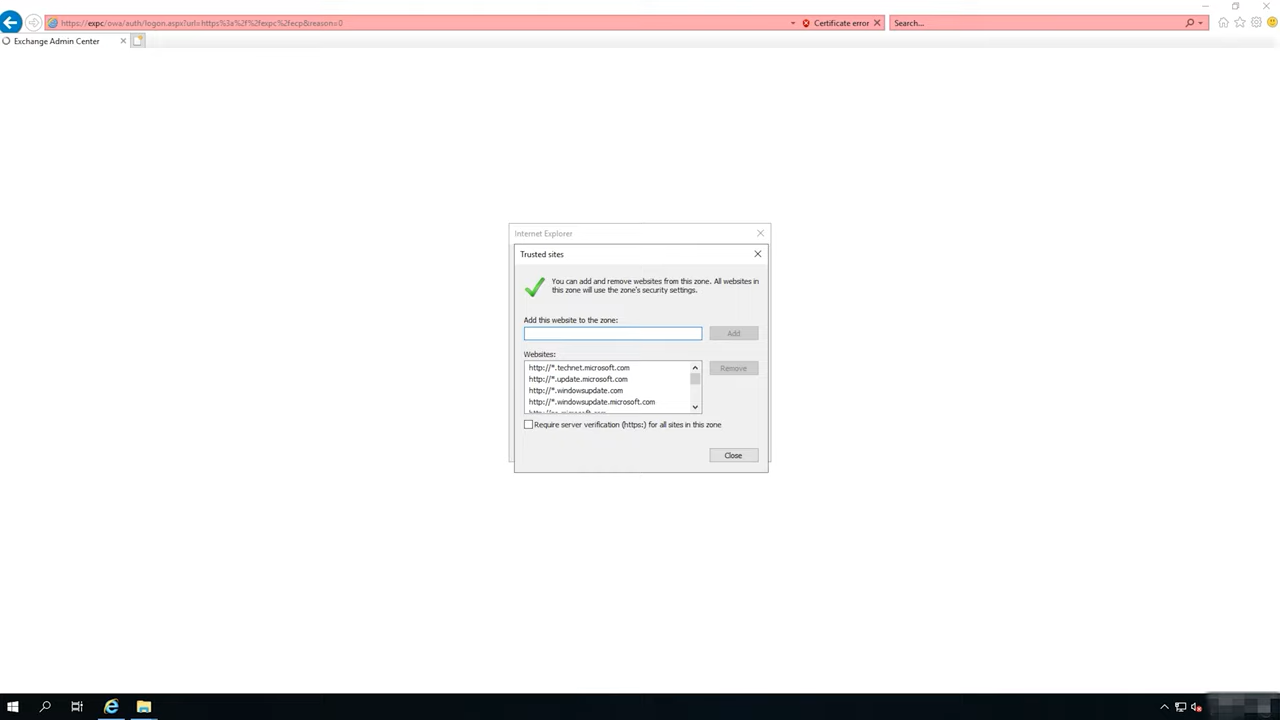 https://expc/owa/auth/logon.aspx?url=https%3a%2f%2fexpc%2fecp&reason=0
Certificate error
Search...
Exchange Admin Center
Internet Explorer
Trusted sites
You can add and remove websites from this zone. All websites in
this zone will use the zone's security settings.
Add this website to the zone:
Add
Websites:
http://*.technet.microsoft.com
Remove
http://*.update.microsoft.com
http://*.windowsupdate.com
http://*.windowsupdate.microsoft.com
Require server verification (https:) for all sites in this zone
Close